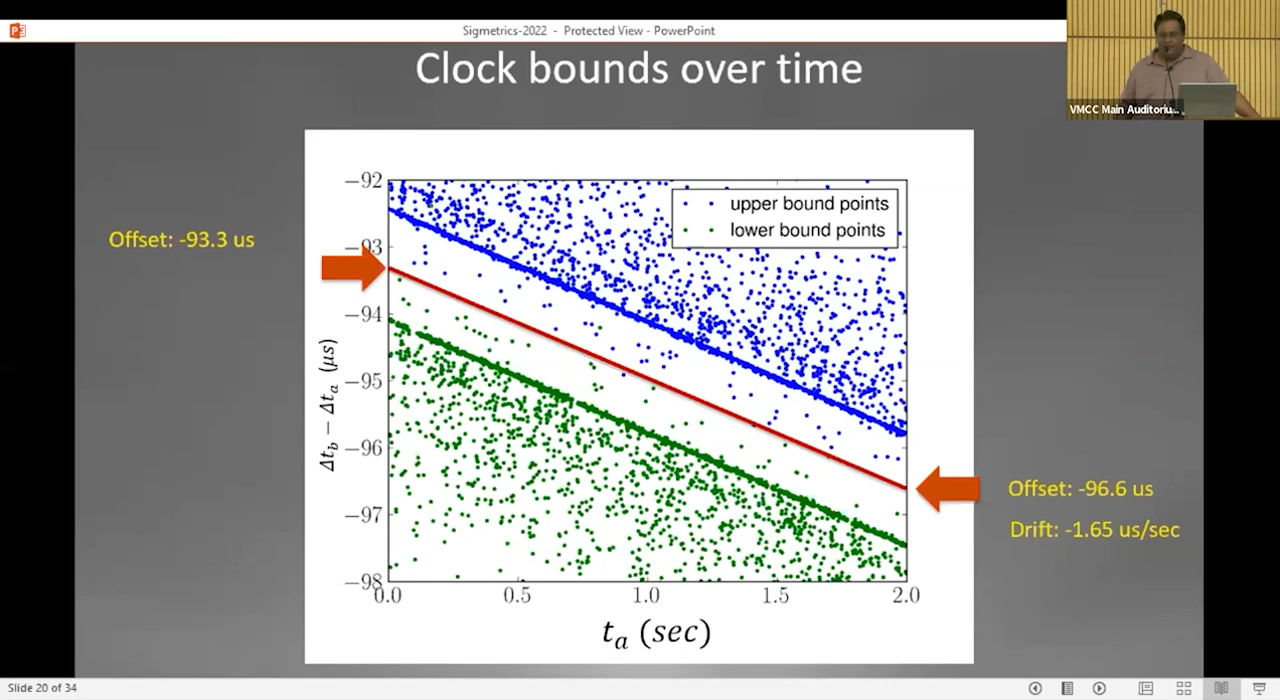 Sigmetrics-2022 - Protected View - PowerPoint
Clock bounds over time
VMCC Main Auditoriu...
−92
upper bound points
lower bound points
Offset: -93.3 us
−93
−94
−95
−96
−97
−98
Δt_b − Δt_a (μs)
Offset: -96.6 us
Drift: -1.65 us/sec
0.0 0.5 1.0 1.5 2.0
t_a (sec)
Slide 20 of 34